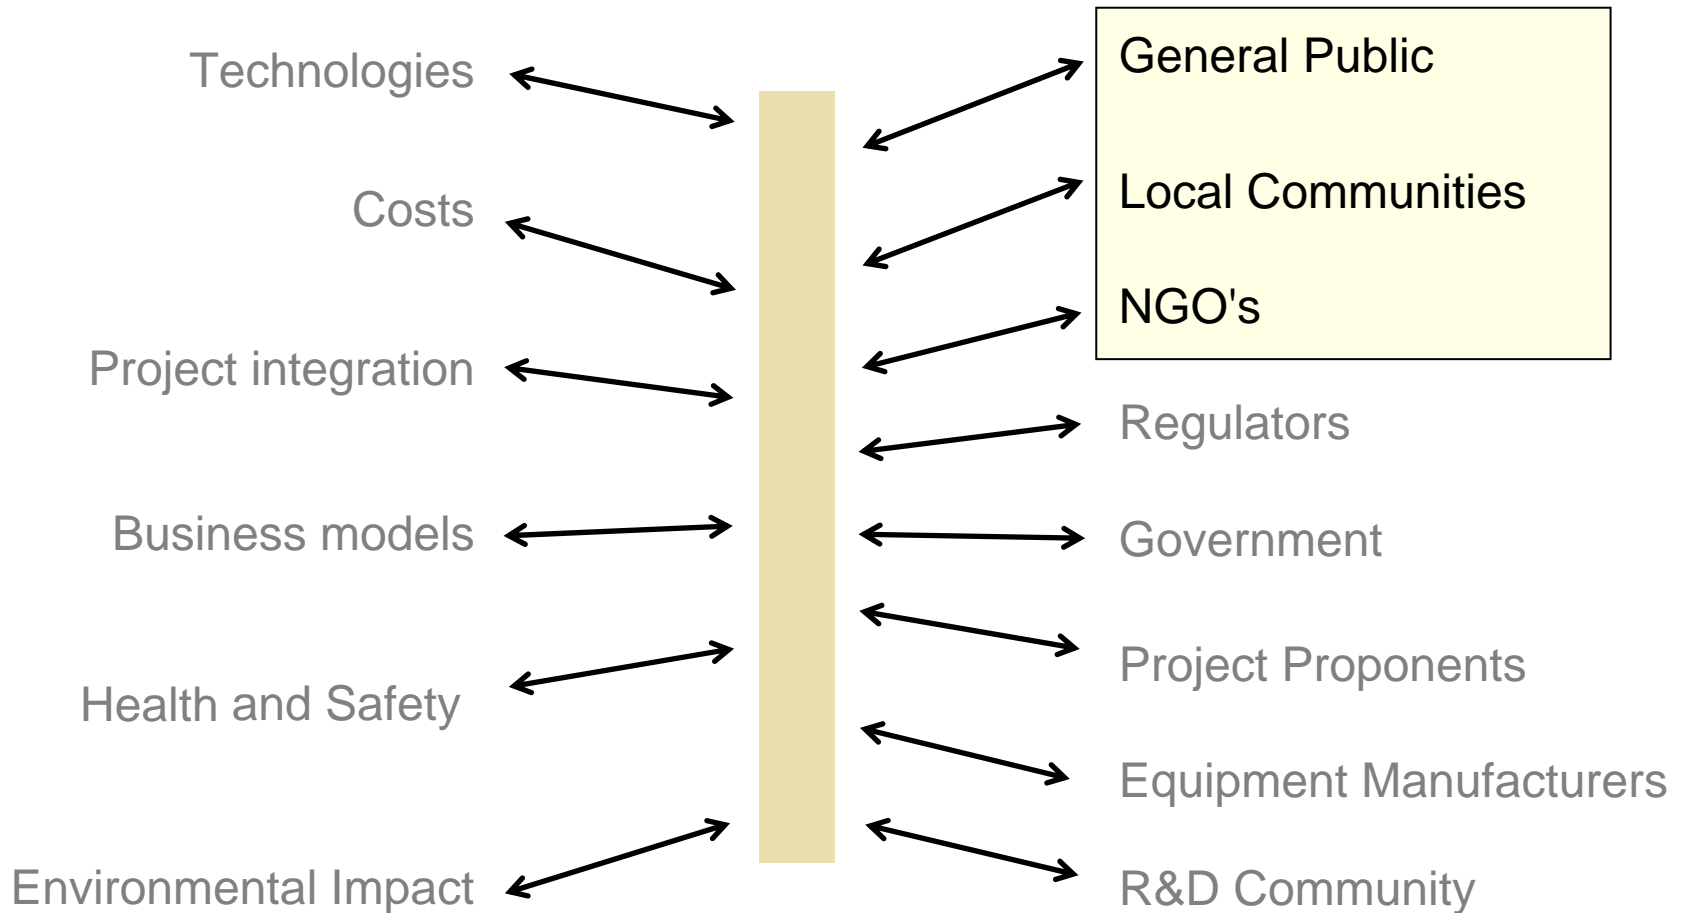 Technologies
Costs
Project integration
Business models
Health and Safety
Environmental Impact
General Public
Local Communities
NGO's
Regulators
Government
Project Proponents
Equipment Manufacturers
R&D Community